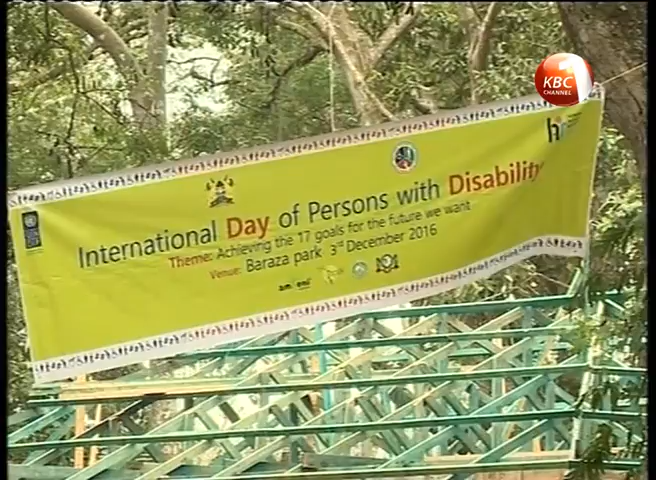 1
KBC
CHANNEL
International Day of Persons with Disability
Theme: Achieving the 17 goals for the future we want
Venue: Baraza park 3RD December 2016